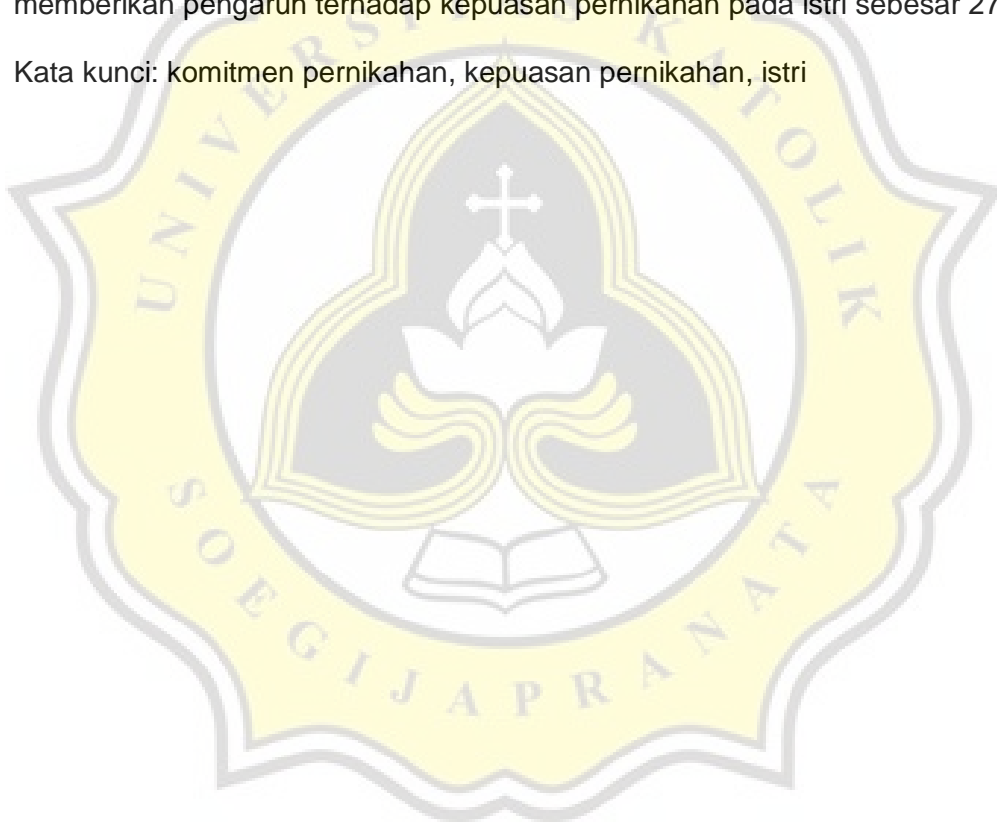 memberikan pengaruh terhadap kepuasan pernikahan pada istri sebesar 27
Kata kunci: komitmen pernikahan, kepuasan pernikahan, istri
UNIVERSITAS KATOLIK
SOEGIJAPRANATA